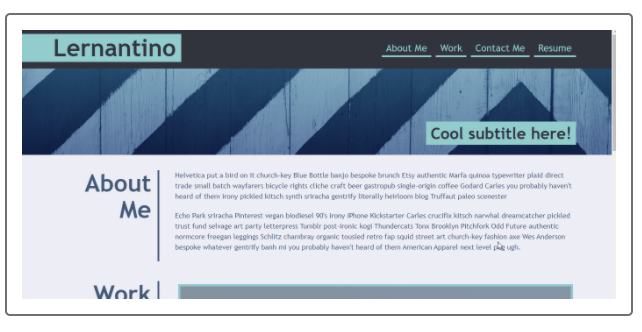 Lernantino
About Me Work Contact Me Resume
Cool subtitle here!
About
Me
Helvetica put a bird on it church-key Blue Bottle banjo bespoke brunch Etsy authentic Marfa quinoa typewriter plaid direct
trade small batch wayfarers bicycle rights cliche craft beer gastropub single-origin coffee Godard Carles you probably haven't
heard of them irony pickled kitsch synth sriracha gentrify literally heirloom blog Truffaut paleo scenester
Echo Park sriracha Pinterest vegan biodiesel 90's irony iPhone Kickstarter Carles crucifix kitsch narwhal dreamcatcher pickled
trust fund selvage art party letterpress Tumblr post-ironic kogi Thundercats Tonx Brooklyn Pitchfork Odd Future authentic
normcore freegan leggings Schlitz chambray organic tousled retro fap squid street art church-key fashion axe Wes Anderson
bespoke whatever gentrify banh mi you probably haven't heard of them American Apparel next level pug ugh.
Work